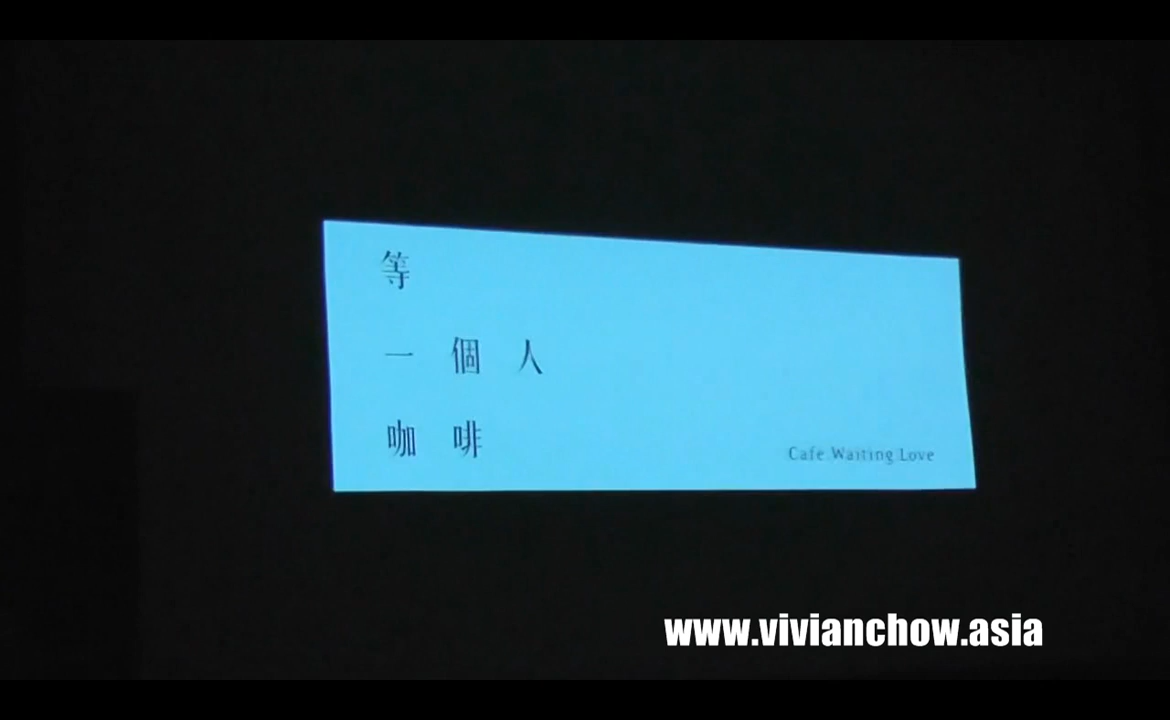 等
一個人
咖啡
Cafe Waiting Love
www.vivianchow.asia